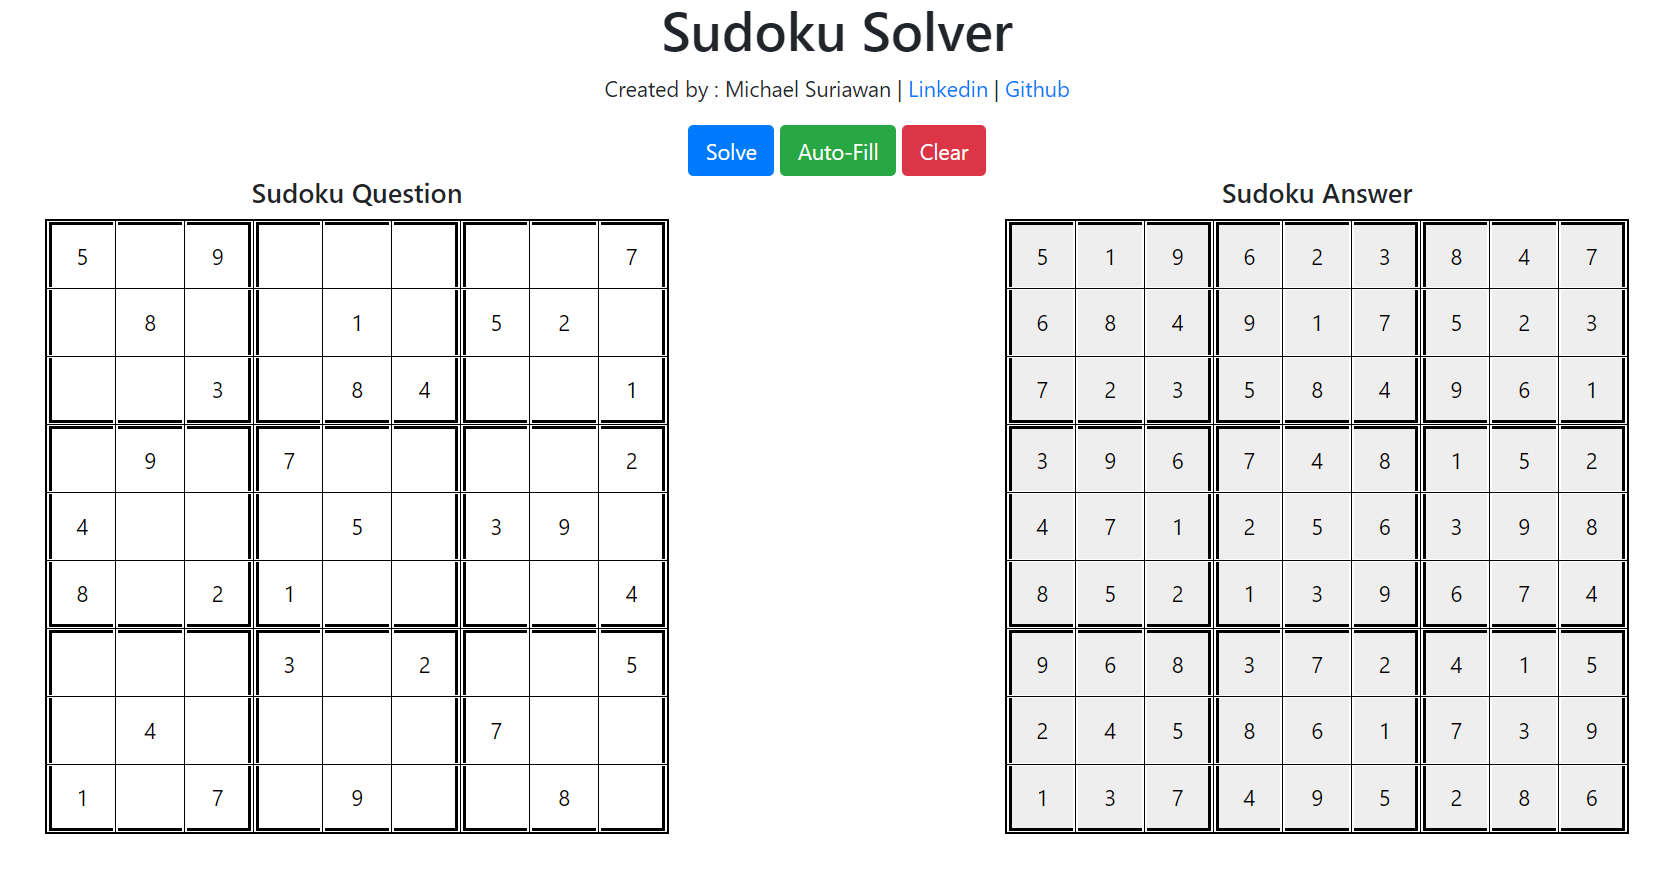 Sudoku Solver
Created by : Michael Suriawan | Linkedin | Github
Solve Auto-Fill Clear
Sudoku Question
5 9 7
8 1 5 2
3 8 4 1
9 7 2
4 5 3 9
8 2 1 4
3 2 5
4 7
1 7 9 8
Sudoku Answer
5 1 9 6 2 3 8 4 7
6 8 4 9 1 7 5 2 3
7 2 3 5 8 4 9 6 1
3 9 6 7 4 8 1 5 2
4 7 1 2 5 6 3 9 8
8 5 2 1 3 9 6 7 4
9 6 8 3 7 2 4 1 5
2 4 5 8 6 1 7 3 9
1 3 7 4 9 5 2 8 6